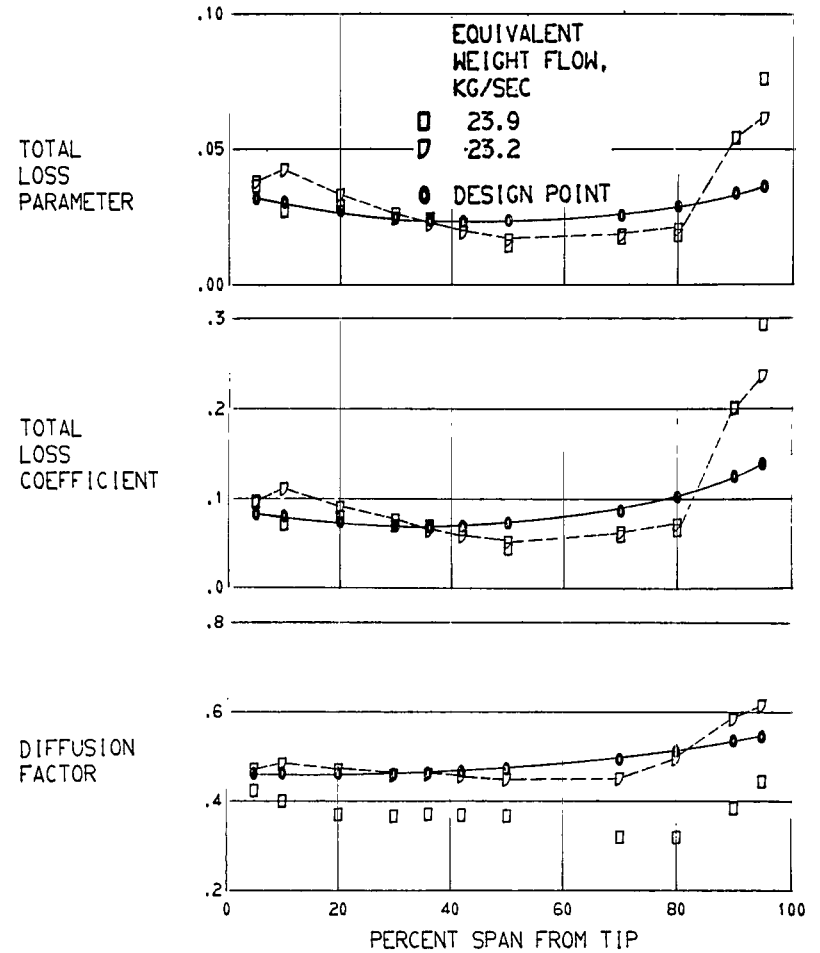 .10
EQUIVALENT
WEIGHT FLOW,
KG/SEC
23.9
23.2
DESIGN POINT
TOTAL
LOSS
PARAMETER
.05
.00
.3
.2
TOTAL
LOSS
COEFFICIENT
.1
.0
.8
.6
DIFFUSION
FACTOR
.4
.2
0 20 40 60 80 100
PERCENT SPAN FROM TIP